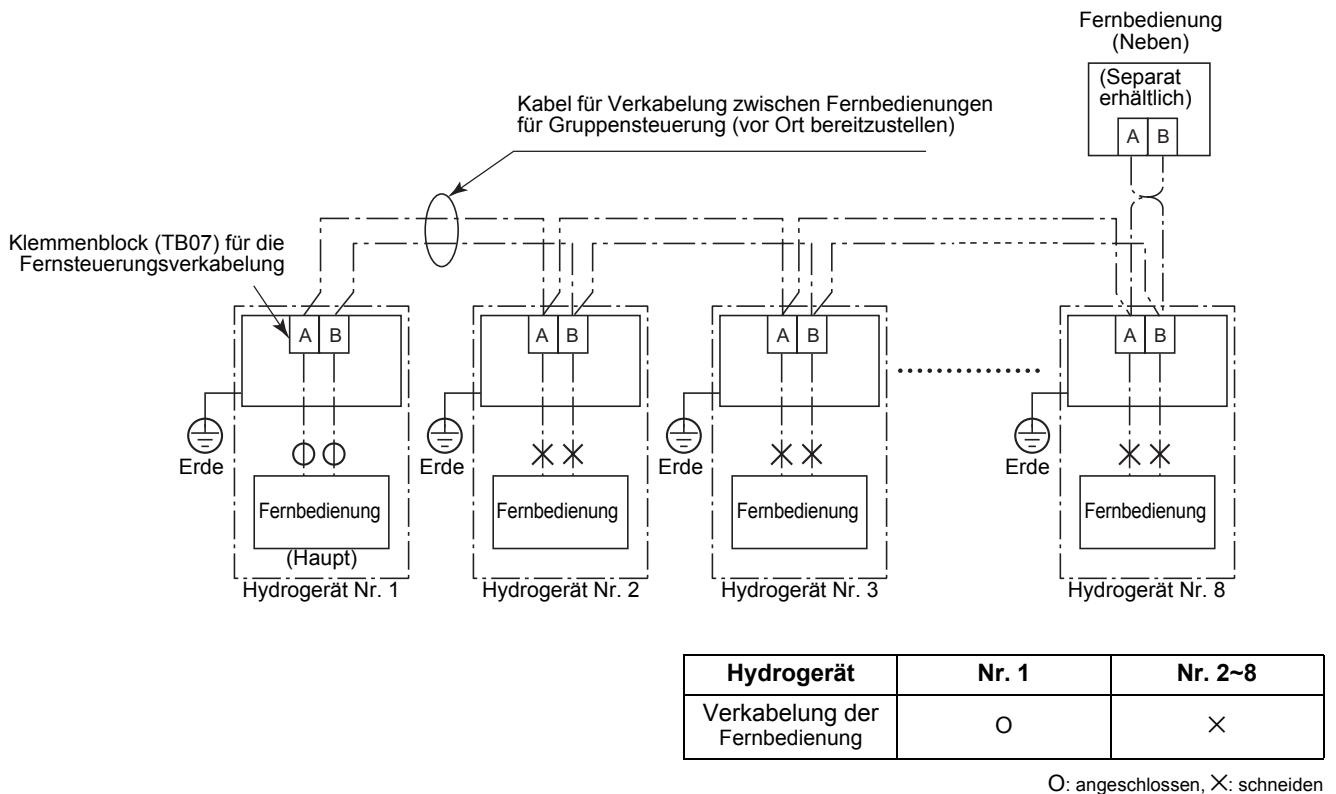 Fernbedienung
(Neben)
(Separat
erhältlich)
A B
Kabel für Verkabelung zwischen Fernbedienungen
für Gruppensteuerung (vor Ort bereitzustellen)
Klemmenblock (TB07) für die
Fernsteuerungsverkabelung
A B
A B
A B
A B
Erde
Erde
Erde
Erde
Fernbedienung
(Haupt)
Fernbedienung
Fernbedienung
Fernbedienung
Hydrogerät Nr. 1
Hydrogerät Nr. 2
Hydrogerät Nr. 3
Hydrogerät Nr. 8
Hydrogerät Nr. 1 Nr. 2~8
Verkabelung der
Fernbedienung
O ×
O: angeschlossen, ×: schneiden